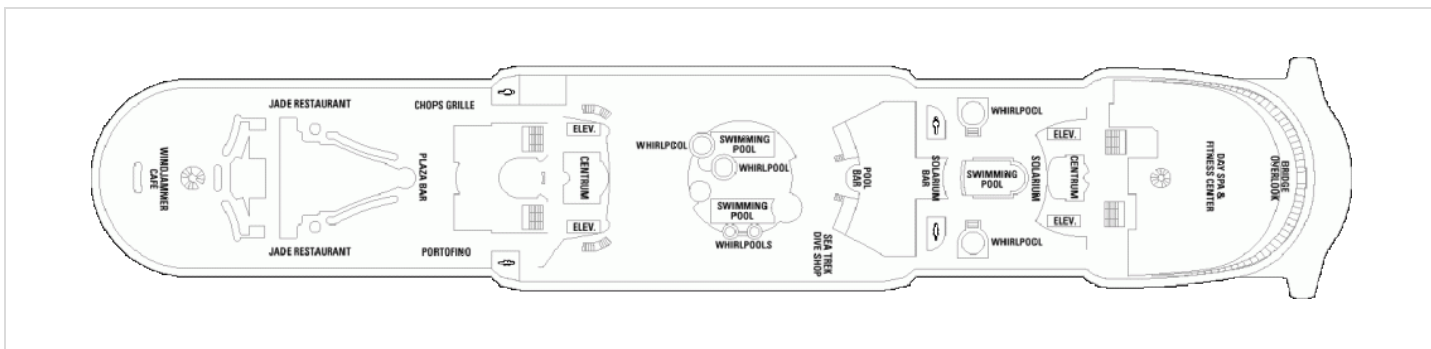 JADE RESTAURANT
CHOPS GRILLE
WINDJAMMER
CAFE
PLAZA BAR
JADE RESTAURANT
PORTOFINO
ELEV.
CENTRUM
ELEV.
WHIRLPOOL
SWIMMING
POOL
WHIRLPOOL
SWIMMING
POOL
WHIRLPOOLS
POOL
BAR
SEA TREK
DIVE SHOP
SOLARIUM
BAR
WHIRLPOOL
SWIMMING
POOL
WHIRLPOOL
SOLARIUM
ELEV.
CENTRUM
ELEV.
DAY SPA &
FITNESS CENTER
BRIDGE
OVERLOOK